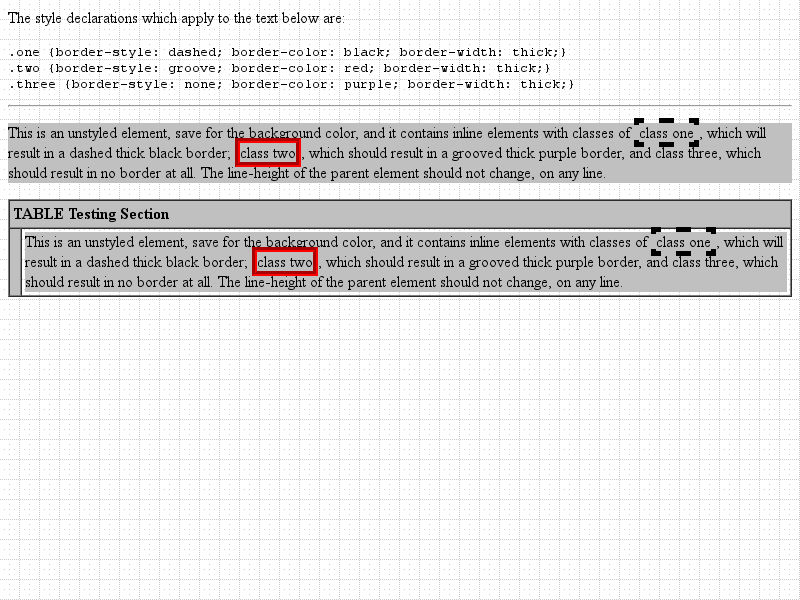 The style declarations which apply to the text below are:
.one {border-style: dashed; border-color: black; border-width: thick;}
.two {border-style: groove; border-color: red; border-width: thick;}
.three {border-style: none; border-color: purple; border-width: thick;}
This is an unstyled element, save for the background color, and it contains inline elements with classes of class one , which will
result in a dashed thick black border; class two , which should result in a grooved thick purple border, and class three, which
should result in no border at all. The line-height of the parent element should not change, on any line.
TABLE Testing Section
This is an unstyled element, save for the background color, and it contains inline elements with classes of class one , which will
result in a dashed thick black border; class two , which should result in a grooved thick purple border, and class three, which
should result in no border at all. The line-height of the parent element should not change, on any line.